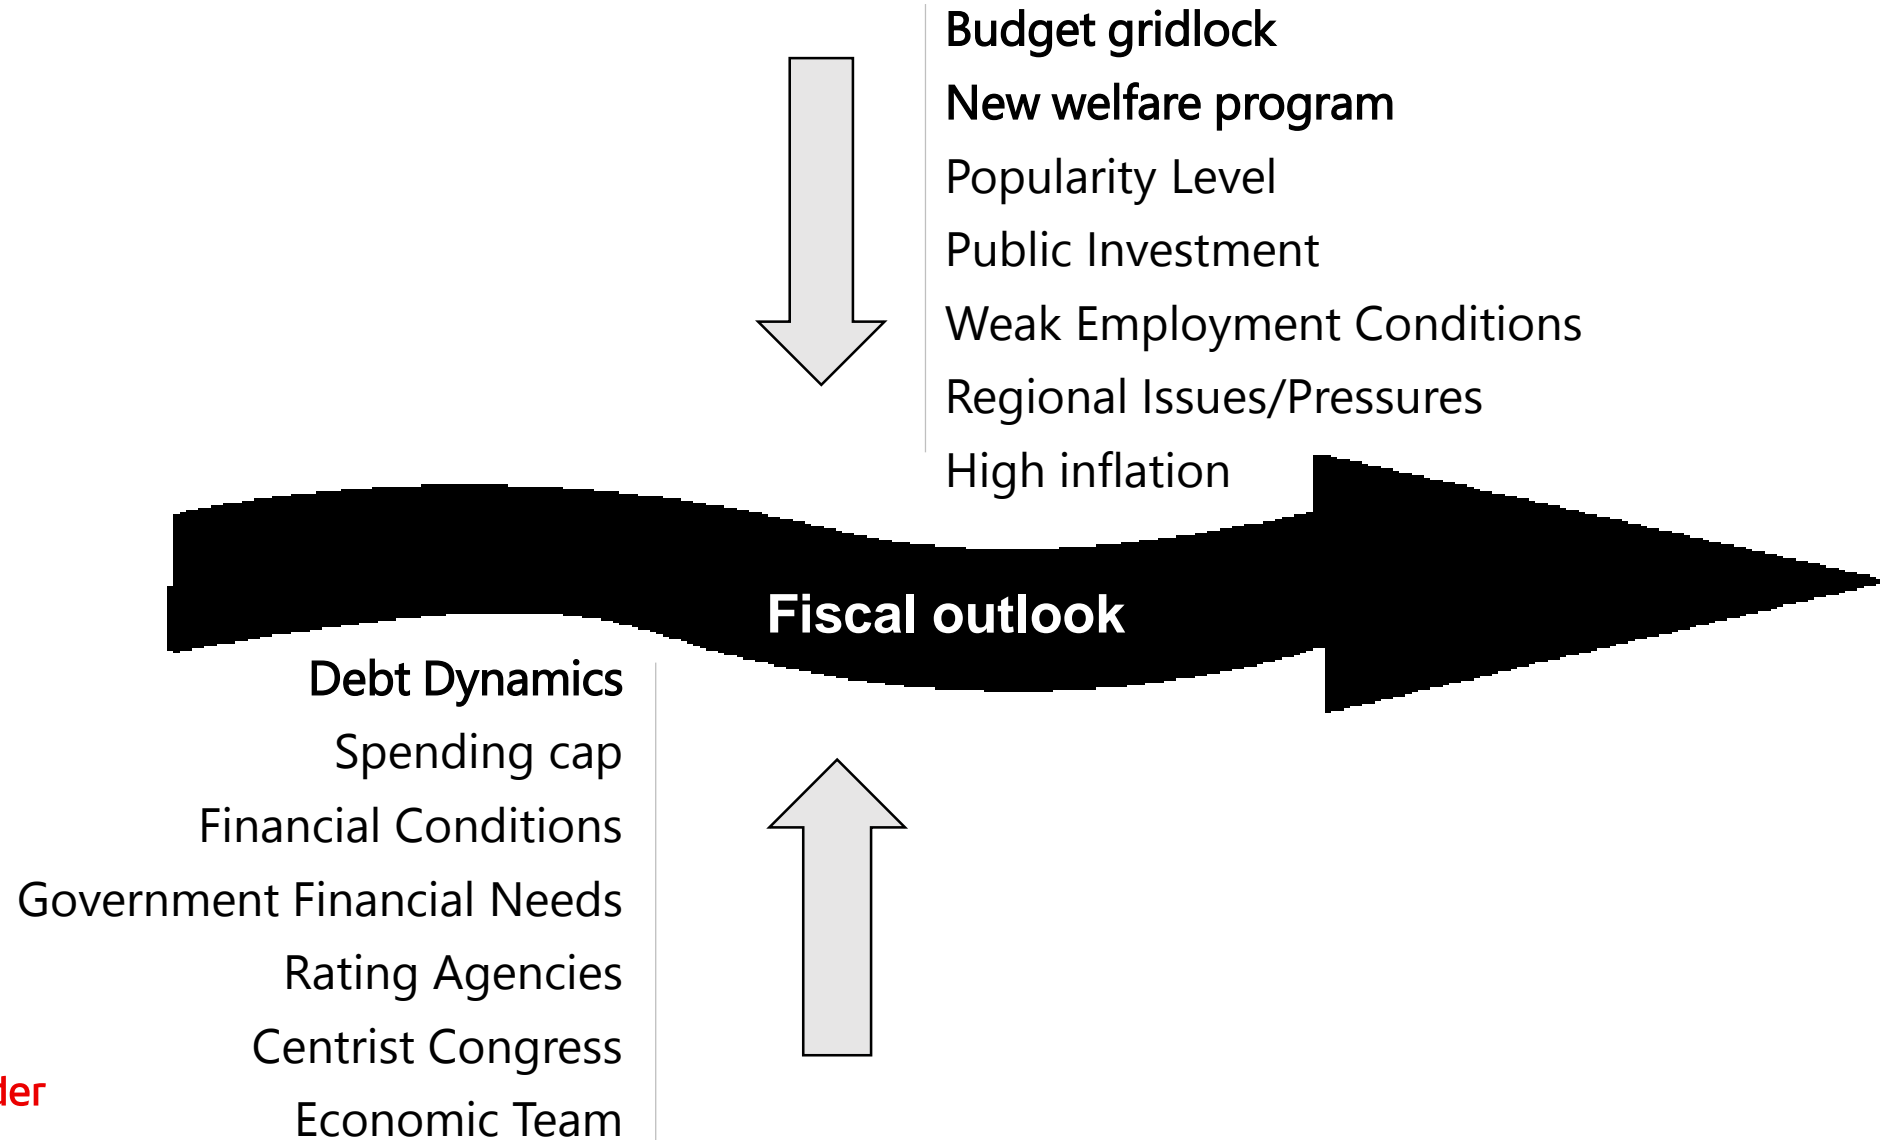 Budget gridlock
New welfare program
Popularity Level
Public Investment
Weak Employment Conditions
Regional Issues/Pressures
High inflation
Fiscal outlook
Debt Dynamics
Spending cap
Financial Conditions
Government Financial Needs
Rating Agencies
Centrist Congress
Economic Team